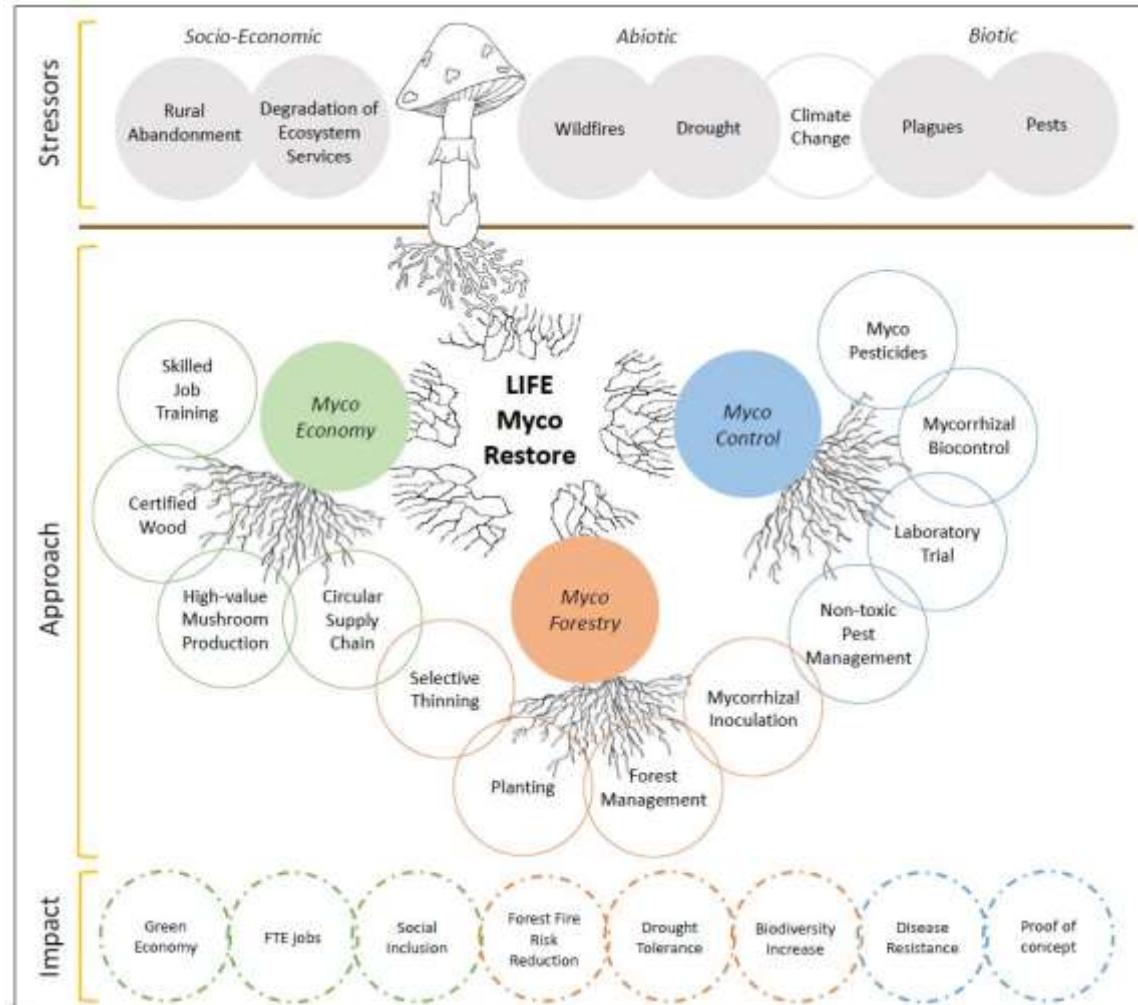 Stressors
Socio-Economic
Abiotic
Biotic
Rural
Abandonment
Degradation of
Ecosystem
Services
Wildfires
Drought
Climate
Change
Plagues
Pests
Approach
LIFE
Myco
Restore
Myco
Economy
Skilled
Job
Training
Certified
Wood
High-value
Mushroom
Production
Circular
Supply
Chain
Myco
Forestry
Selective
Thinning
Planting
Forest
Management
Mycorrhizal
Inoculation
Myco
Control
Myco
Pesticides
Mycorrhizal
Biocontrol
Laboratory
Trial
Non-toxic
Pest
Management
Impact
Green
Economy
FTE jobs
Social
Inclusion
Forest Fire
Risk
Reduction
Drought
Tolerance
Biodiversity
Increase
Disease
Resistance
Proof of
concept